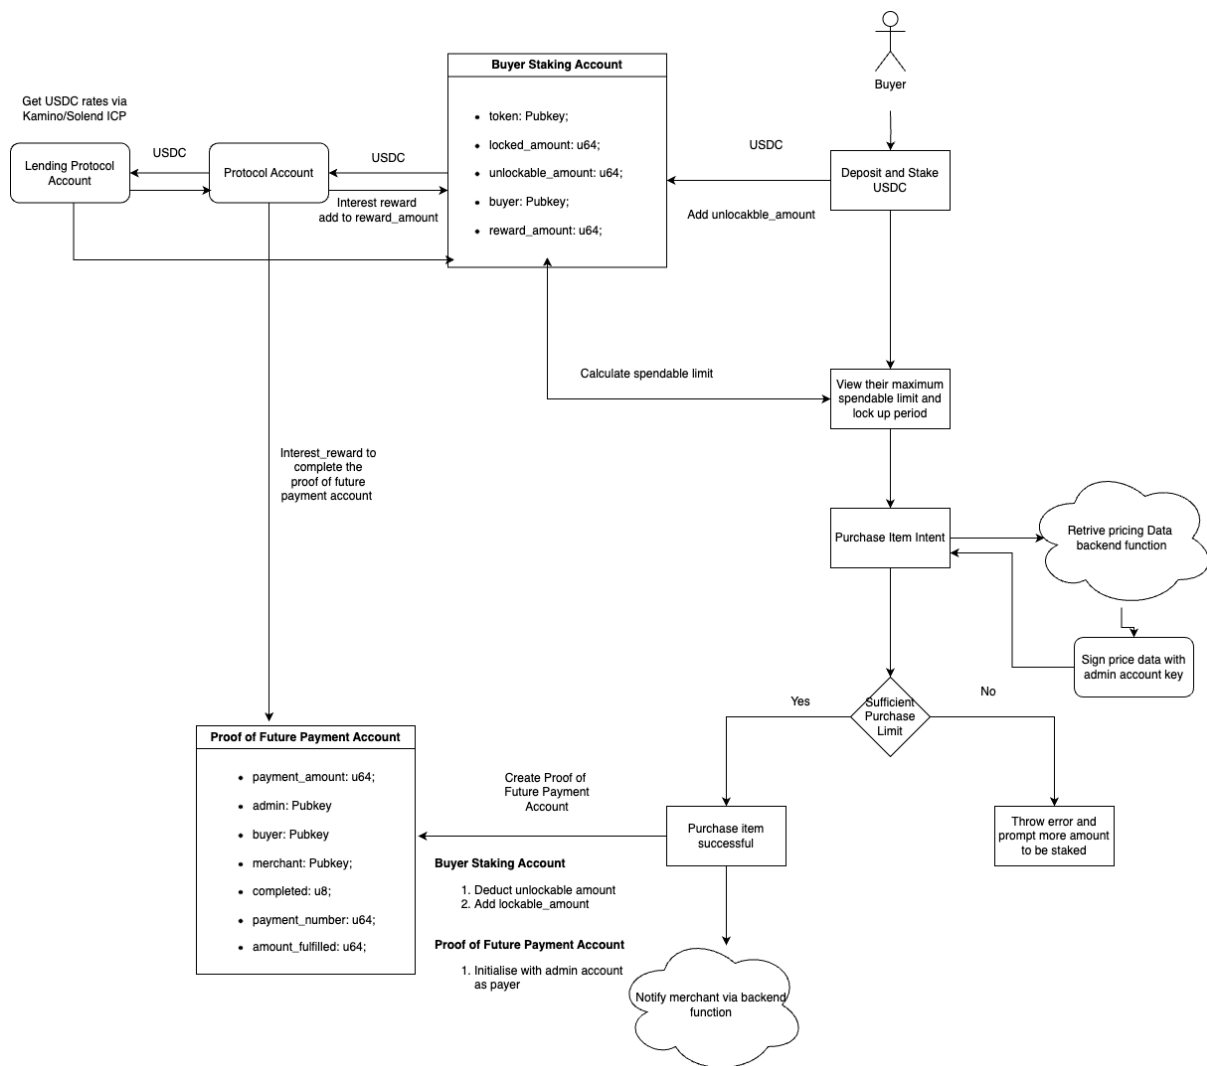 Buyer
Buyer Staking Account
token: Pubkey;
locked_amount: u64;
unlockable_amount: u64;
buyer: Pubkey;
reward_amount: u64;
Get USDC rates via
Kamino/Solend ICP
Lending Protocol
Account
USDC
Protocol Account
USDC
Interest reward
add to reward_amount
USDC
Add unlocakble_amount
Deposit and Stake
USDC
Calculate spendable limit
View their maximum
spendable limit and
lock up period
Interest_reward to
complete the
proof of future
payment account
Purchase Item Intent
Retrive pricing Data
backend function
Sign price data with
admin account key
Yes
Sufficient
Purchase
Limit
No
Proof of Future Payment Account
payment_amount: u64;
admin: Pubkey
buyer: Pubkey
merchant: Pubkey;
completed: u8;
payment_number: u64;
amount_fulfilled: u64;
Create Proof of
Future Payment
Account
Purchase item
successful
Throw error and
prompt more amount
to be staked
Buyer Staking Account
1. Deduct unlockable amount
2. Add lockable_amount
Proof of Future Payment Account
1. Initialise with admin account
as payer
Notify merchant via backend
function